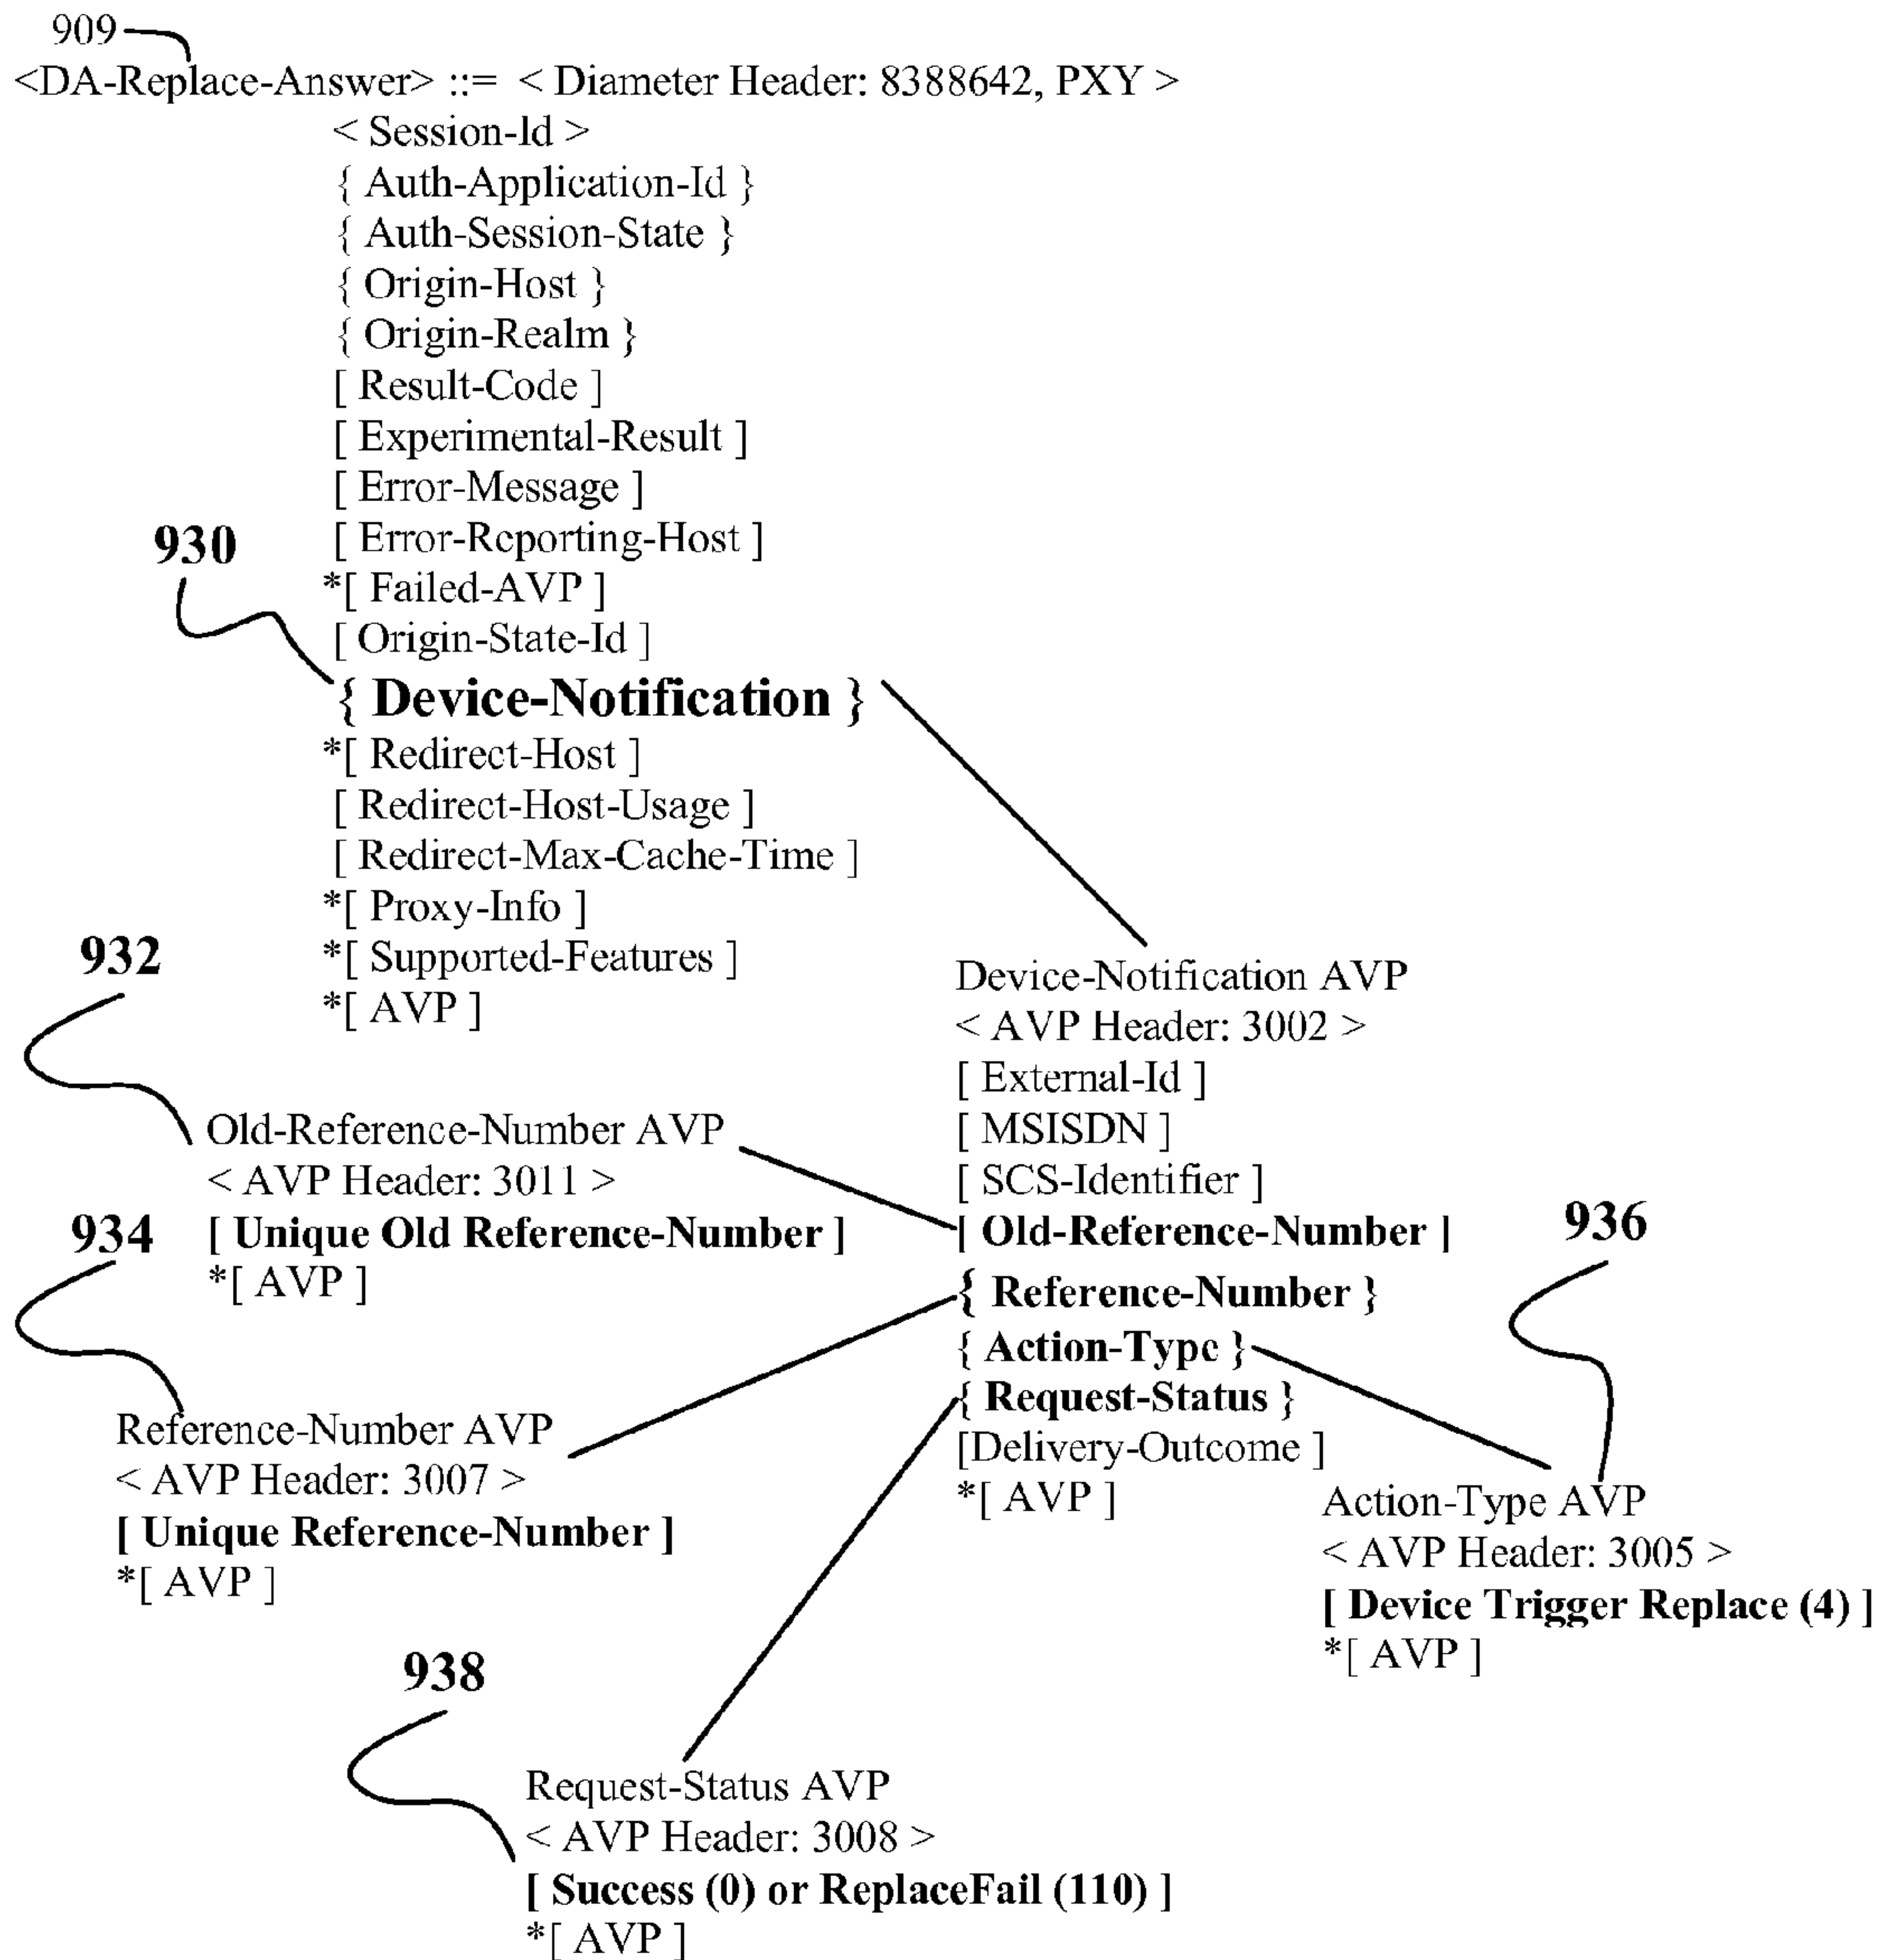 909
<DA-Replace-Answer> ::= < Diameter Header: 8388642, PXY >
< Session-Id >
{ Auth-Application-Id }
{ Auth-Session-State }
{ Origin-Host }
{ Origin-Realm }
[ Result-Code ]
[ Experimental-Result ]
[ Error-Message ]
930
[ Error-Reporting-Host ]
*[ Failed-AVP ]
[ Origin-State-Id ]
{ Device-Notification }
*[ Redirect-Host ]
[ Redirect-Host-Usage ]
[ Redirect-Max-Cache-Time ]
*[ Proxy-Info ]
932
*[ Supported-Features ]
*[ AVP ]
Device-Notification AVP
< AVP Header: 3002 >
[ External-Id ]
[ MSISDN ]
[ SCS-Identifier ]
[ Old-Reference-Number ]
{ Reference-Number }
{ Action-Type }
{ Request-Status }
[Delivery-Outcome ]
*[ AVP ]
Old-Reference-Number AVP
< AVP Header: 3011 >
934
[ Unique Old Reference-Number ]
*[ AVP ]
936
Reference-Number AVP
< AVP Header: 3007 >
[ Unique Reference-Number ]
*[ AVP ]
Action-Type AVP
< AVP Header: 3005 >
[ Device Trigger Replace (4) ]
*[ AVP ]
938
Request-Status AVP
< AVP Header: 3008 >
[ Success (0) or ReplaceFail (110) ]
*[ AVP ]